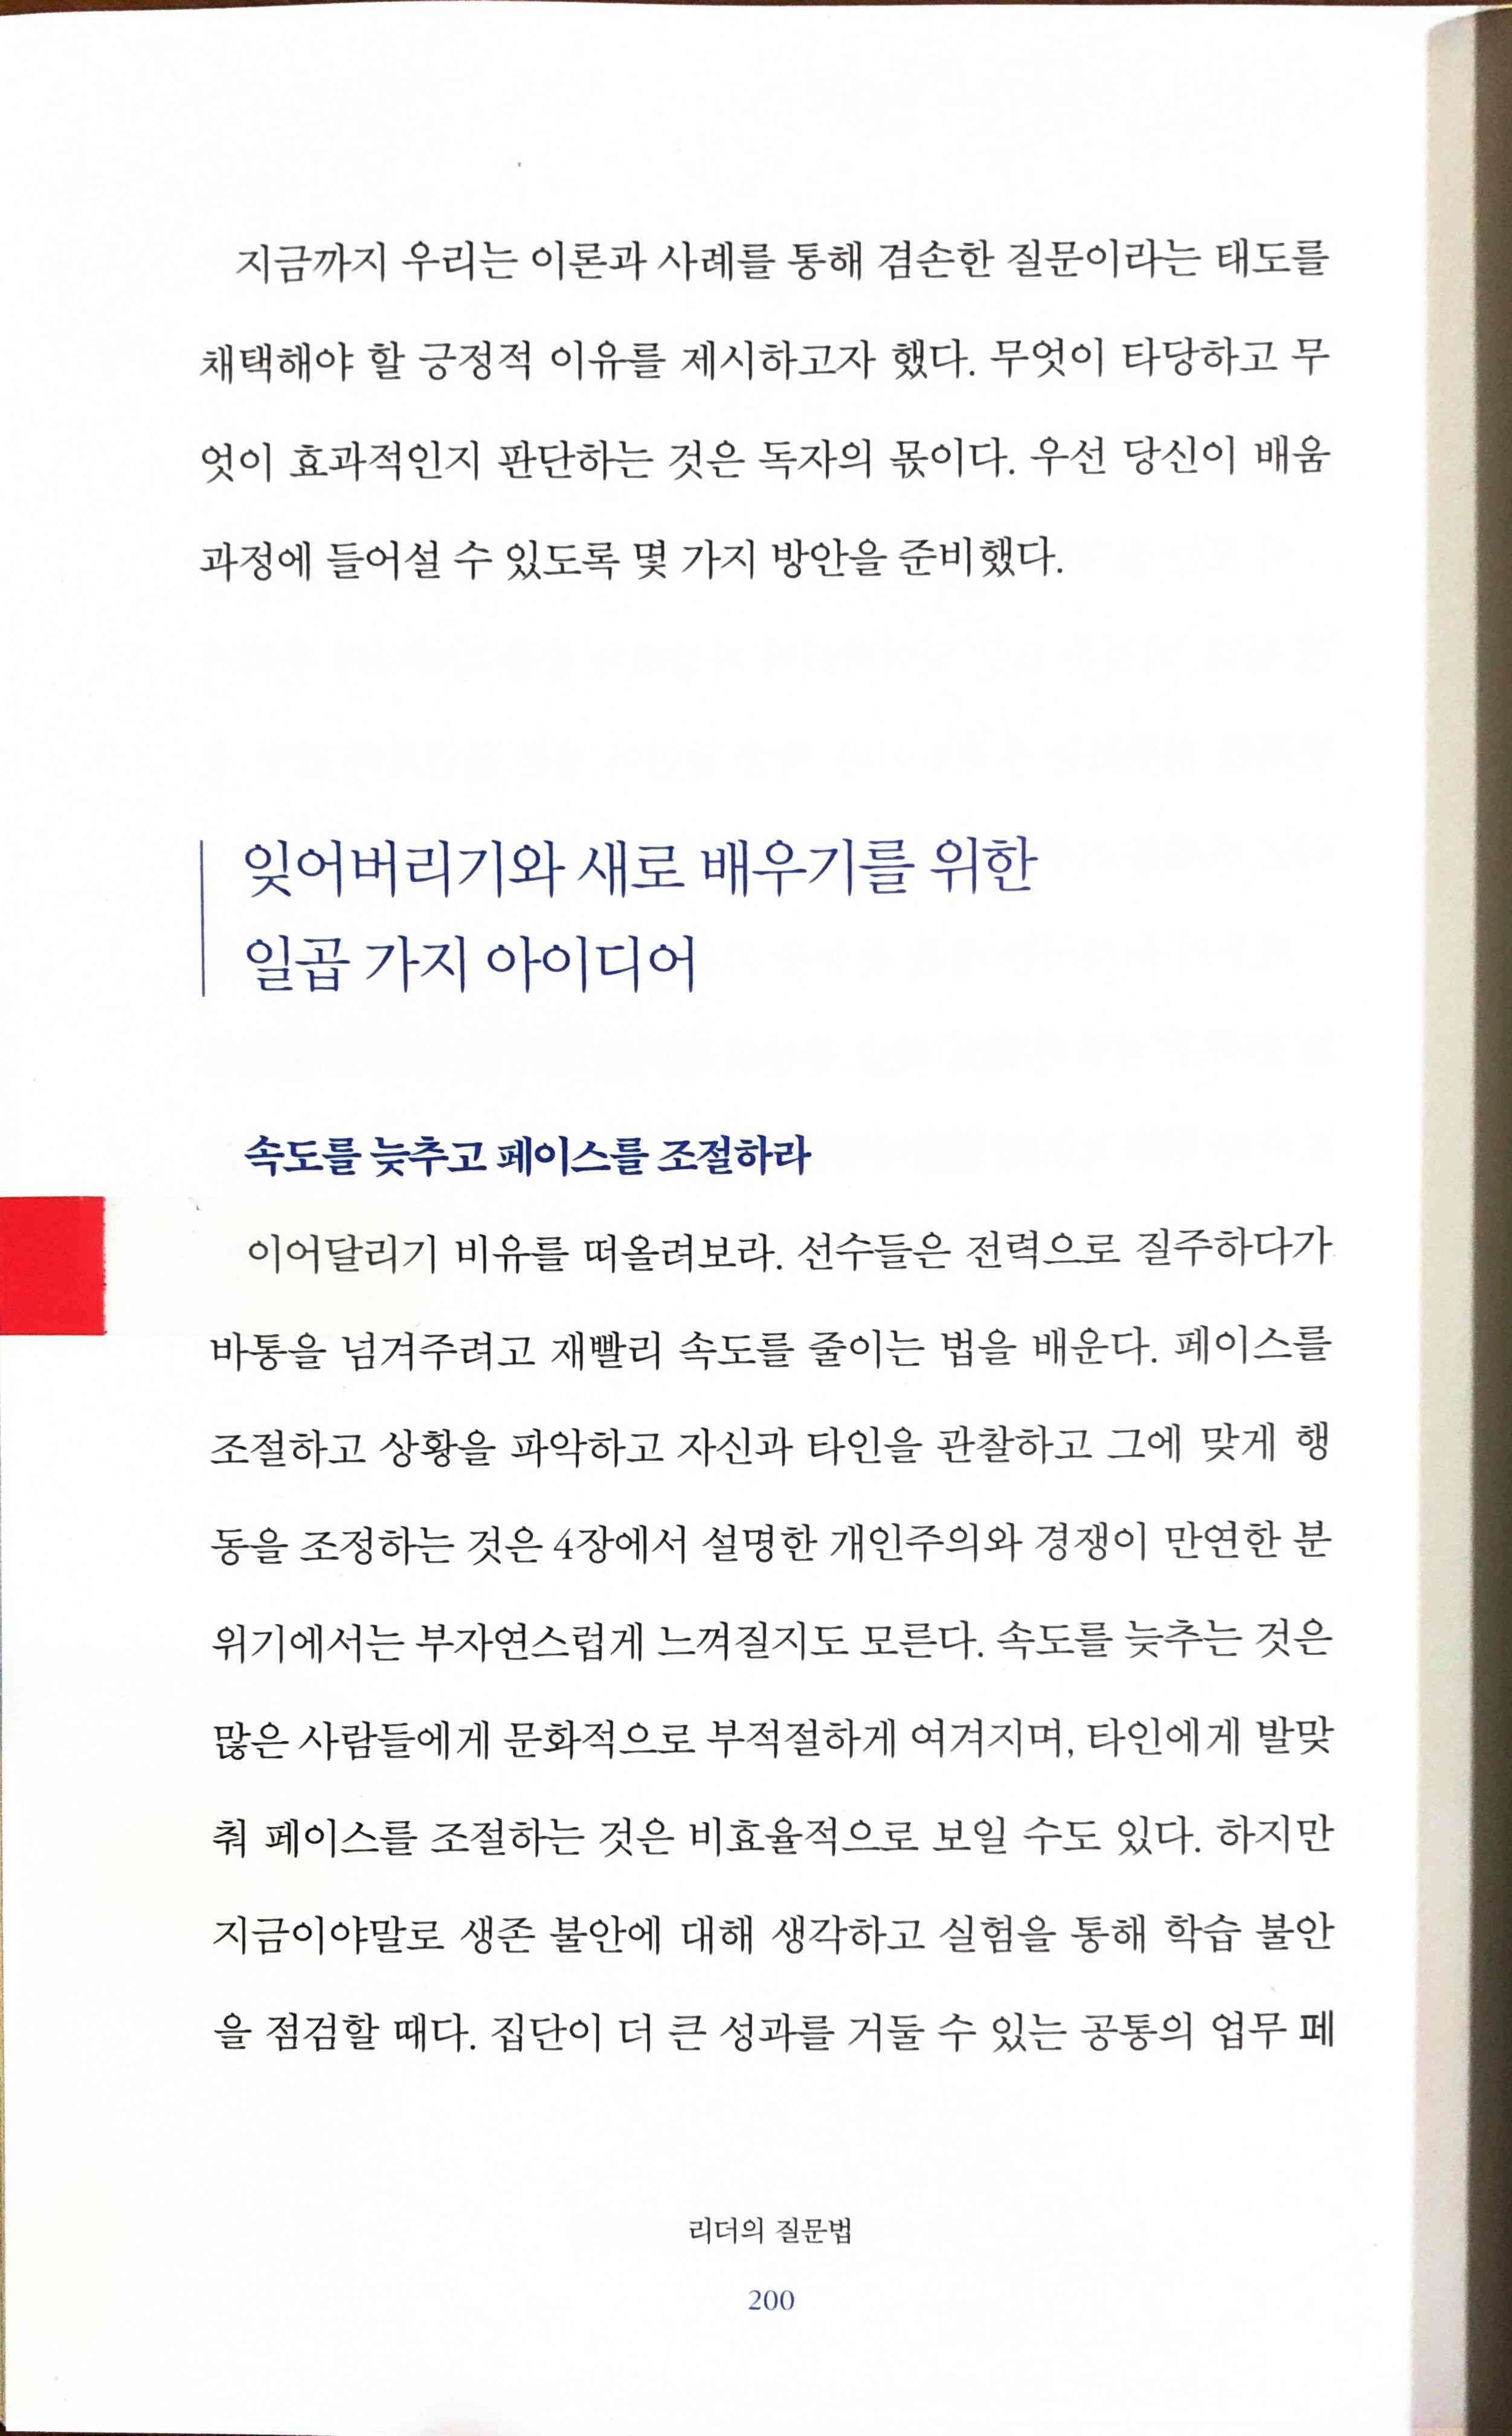 지금까지 우리는 이론과 사례를 통해 겸손한 질문이라는 태도를
채택해야 할 긍정적 이유를 제시하고자 했다. 무엇이 타당하고 무
엇이 효과적인지 판단하는 것은 독자의 몫이다. 우선 당신이 배움
과정에 들어설 수 있도록 몇 가지 방안을 준비했다.
잊어버리기와 새로 배우기를 위한
일곱 가지 아이디어
속도를 늦추고 페이스를 조절하라
이어달리기 비유를 떠올려보라. 선수들은 전력으로 질주하다가
바통을 넘겨주려고 재빨리 속도를 줄이는 법을 배운다. 페이스를
조절하고 상황을 파악하고 자신과 타인을 관찰하고 그에 맞게 행
동을 조정하는 것은 4장에서 설명한 개인주의와 경쟁이 만연한 분
위기에서는 부자연스럽게 느껴질지도 모른다. 속도를 늦추는 것은
많은 사람들에게 문화적으로 부적절하게 여겨지며, 타인에게 발맞
춰 페이스를 조절하는 것은 비효율적으로 보일 수도 있다. 하지만
지금이야말로 생존 불안에 대해 생각하고 실험을 통해 학습 불안
을 점검할 때다. 집단이 더 큰 성과를 거둘 수 있는 공통의 업무 페
리더의 질문법
200